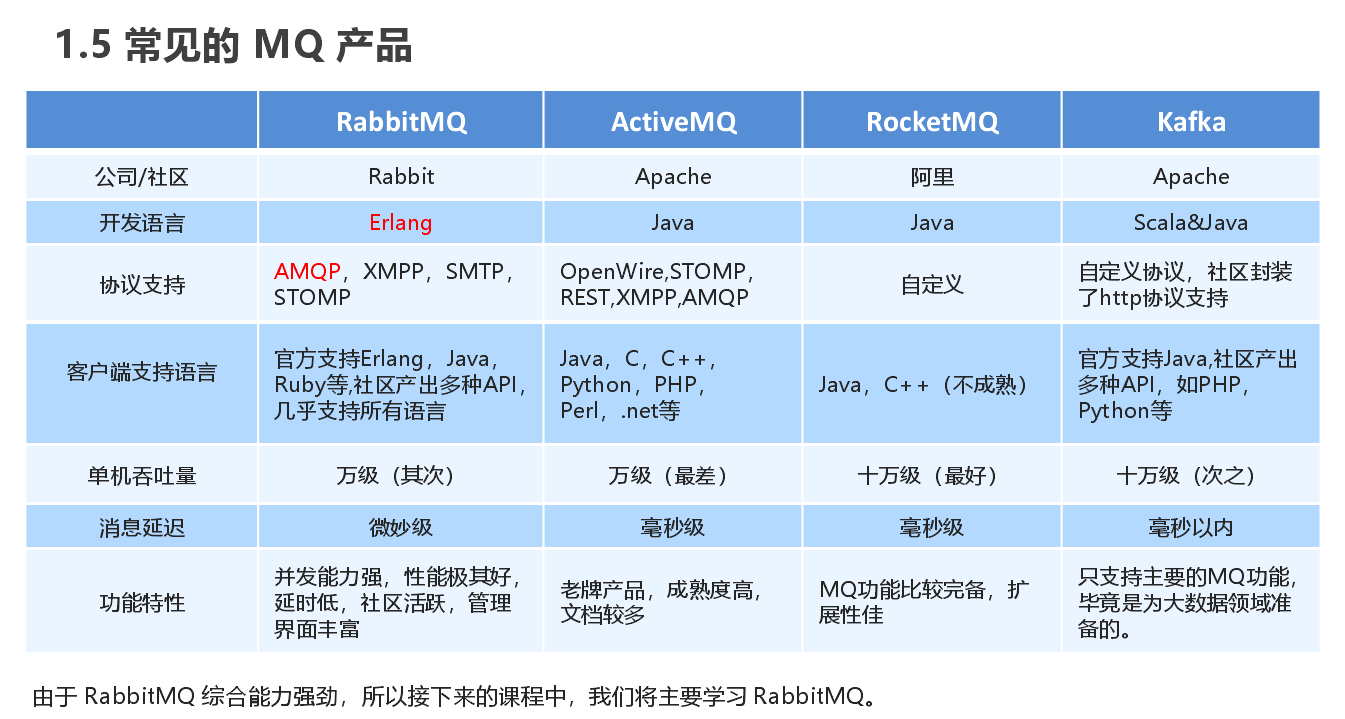 1.5 常见的 MQ 产品
RabbitMQ ActiveMQ RocketMQ Kafka
公司/社区 Rabbit Apache 阿里 Apache
开发语言 Erlang Java Java Scala&Java
协议支持
AMQP，XMPP，SMTP，
STOMP
OpenWire,STOMP，
REST,XMPP,AMQP
自定义
自定义协议，社区封装
了http协议支持
客户端支持语言
官方支持Erlang，Java，
Ruby等,社区产出多种API，
几乎支持所有语言
Java，C，C++，
Python，PHP，
Perl，.net等
Java，C++（不成熟）
官方支持Java,社区产出
多种API，如PHP，
Python等
单机吞吐量 万级（其次） 万级（最差） 十万级（最好） 十万级（次之）
消息延迟 微妙级 毫秒级 毫秒级 毫秒以内
功能特性
并发能力强，性能极其好，
延时低，社区活跃，管理
界面丰富
老牌产品，成熟度高，
文档较多
MQ功能比较完备，扩
展性佳
只支持主要的MQ功能，
毕竟是为大数据领域准
备的。
由于 RabbitMQ 综合能力强劲，所以接下来的课程中，我们将主要学习 RabbitMQ。